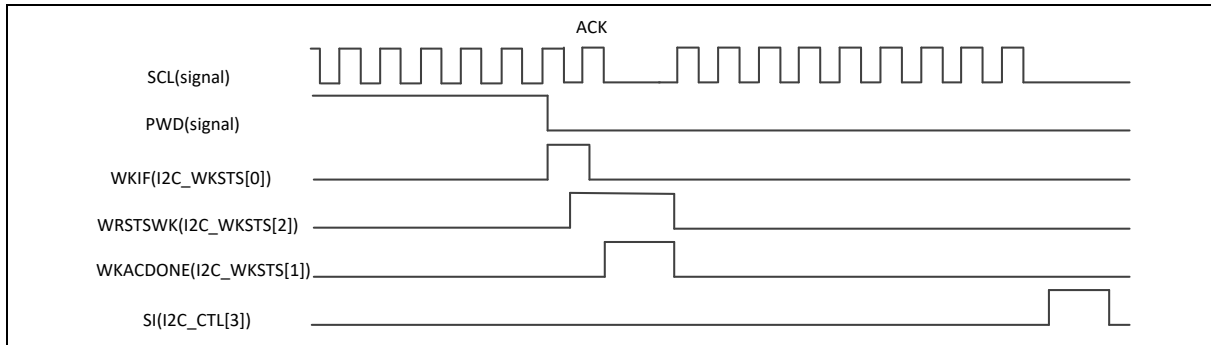 ACK
SCL(signal)
PWD(signal)
WKIF(I2C_WKSTS[0])
WRSTSWK(I2C_WKSTS[2])
WKACDONE(I2C_WKSTS[1])
SI(I2C_CTL[3])